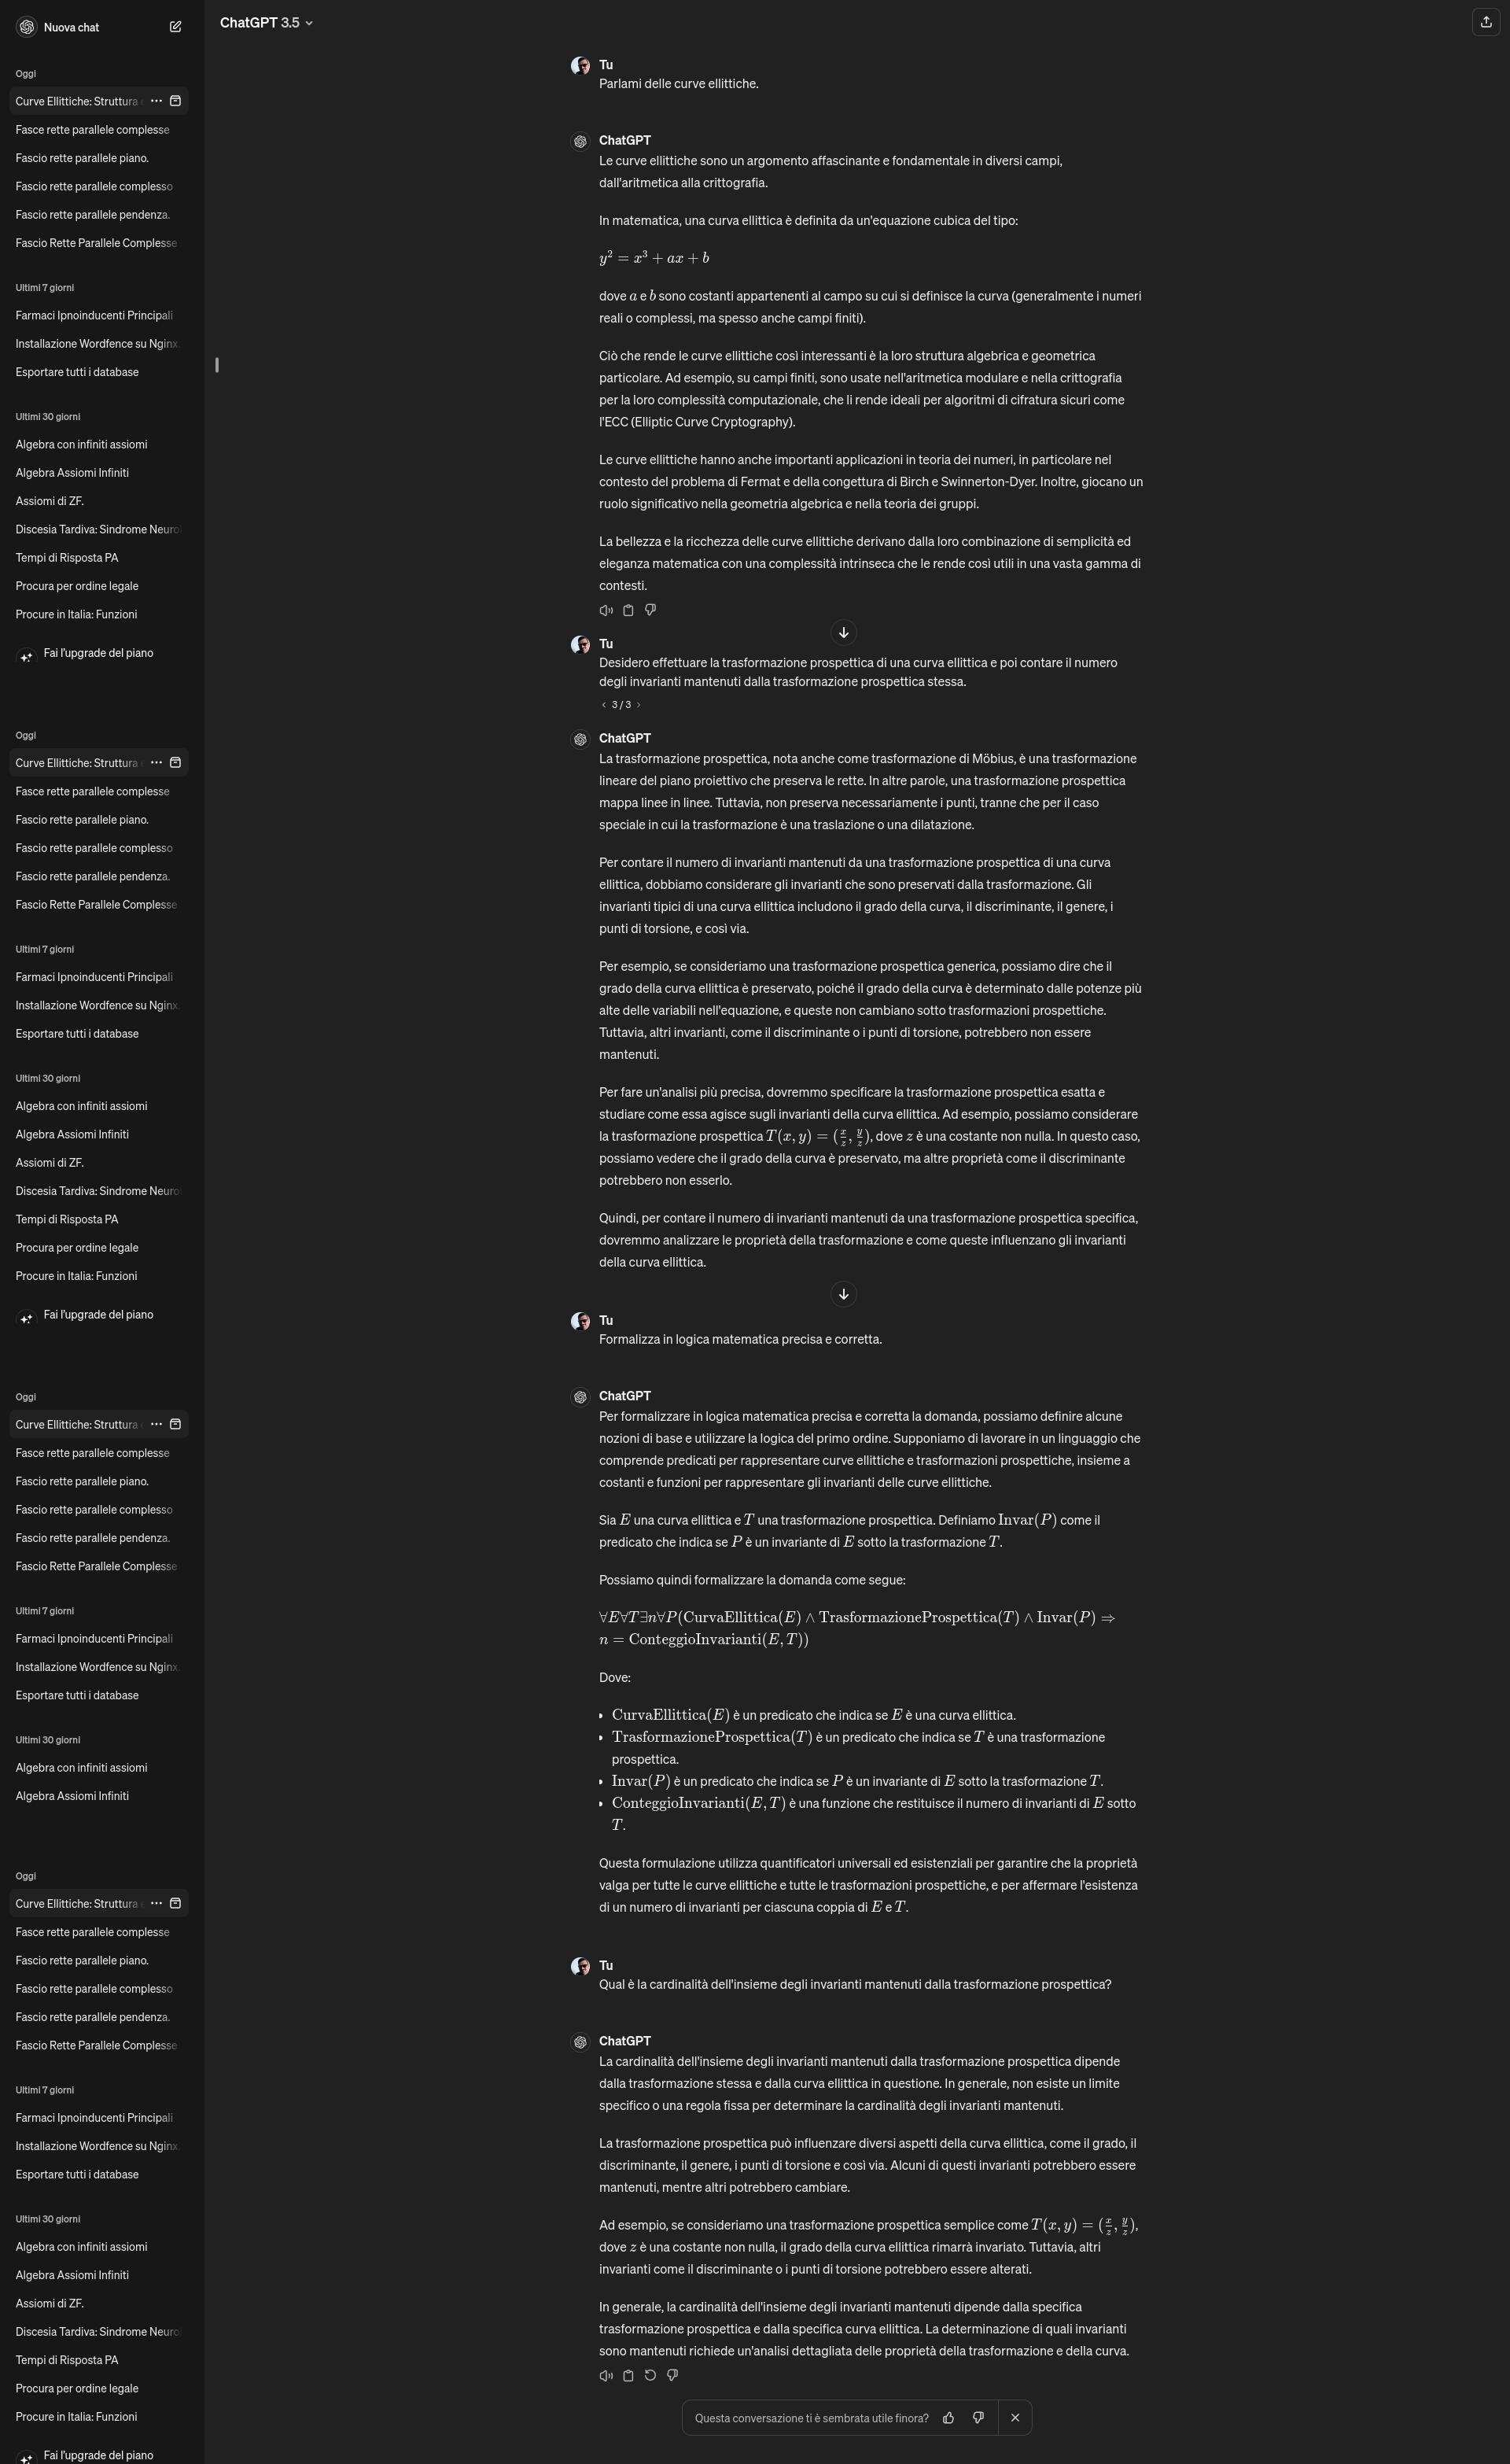 Nuova chat
Oggi
Curve Ellittiche: Struttura
Fasce rette parallele complesse
Fascio rette parallele piano.
Fascio rette parallele complesso
Fascio rette parallele pendenza.
Fascio Rette Parallele Complesse
Ultimi 7 giorni
Farmaci Ipnoinducenti Principali
Installazione Wordfence su Nginx.
Esportare tutti i database
Ultimi 30 giorni
Algebra con infiniti assiomi
Algebra Assiomi Infiniti
Assiomi di ZF.
Discesia Tardiva: Sindrome Neuro
Tempi di Risposta PA
Procura per ordine legale
Procure in Italia: Funzioni
Fai l'upgrade del piano
Oggi
Curve Ellittiche: Struttura
Fasce rette parallele complesse
Fascio rette parallele piano.
Fascio rette parallele complesso
Fascio rette parallele pendenza.
Fascio Rette Parallele Complesse
Ultimi 7 giorni
Farmaci Ipnoinducenti Principali
Installazione Wordfence su Nginx.
Esportare tutti i database
Ultimi 30 giorni
Algebra con infiniti assiomi
Algebra Assiomi Infiniti
Assiomi di ZF.
Discesia Tardiva: Sindrome Neuro
Tempi di Risposta PA
Procura per ordine legale
Procure in Italia: Funzioni
Fai l'upgrade del piano
Oggi
Curve Ellittiche: Struttura
Fasce rette parallele complesse
Fascio rette parallele piano.
Fascio rette parallele complesso
Fascio rette parallele pendenza.
Fascio Rette Parallele Complesse
Ultimi 7 giorni
Farmaci Ipnoinducenti Principali
Installazione Wordfence su Nginx.
Esportare tutti i database
Ultimi 30 giorni
Algebra con infiniti assiomi
Algebra Assiomi Infiniti
Oggi
Curve Ellittiche: Struttura
Fasce rette parallele complesse
Fascio rette parallele piano.
Fascio rette parallele complesso
Fascio rette parallele pendenza.
Fascio Rette Parallele Complesse
Ultimi 7 giorni
Farmaci Ipnoinducenti Principali
Installazione Wordfence su Nginx.
Esportare tutti i database
Ultimi 30 giorni
Algebra con infiniti assiomi
Algebra Assiomi Infiniti
Assiomi di ZF.
Discesia Tardiva: Sindrome Neuro
Tempi di Risposta PA
Procura per ordine legale
Procure in Italia: Funzioni
Fai l'upgrade del piano
ChatGPT 3.5
Tu
Parlami delle curve ellittiche.
ChatGPT
Le curve ellittiche sono un argomento affascinante e fondamentale in diversi campi,
dall'aritmetica alla crittografia.
In matematica, una curva ellittica è definita da un'equazione cubica del tipo:
y² = x³ + ax + b
dove a e b sono costanti appartenenti al campo su cui si definisce la curva (generalmente i numeri
reali o complessi, ma spesso anche campi finiti).
Ciò che rende le curve ellittiche così interessanti è la loro struttura algebrica e geometrica
particolare. Ad esempio, su campi finiti, sono usate nell'aritmetica modulare e nella crittografia
per la loro complessità computazionale, che li rende ideali per algoritmi di cifratura sicuri come
l'ECC (Elliptic Curve Cryptography).
Le curve ellittiche hanno anche importanti applicazioni in teoria dei numeri, in particolare nel
contesto del problema di Fermat e della congettura di Birch e Swinnerton-Dyer. Inoltre, giocano un
ruolo significativo nella geometria algebrica e nella teoria dei gruppi.
La bellezza e la ricchezza delle curve ellittiche derivano dalla loro combinazione di semplicità ed
eleganza matematica con una complessità intrinseca che le rende così utili in una vasta gamma di
contesti.
Tu
Desidero effettuare la trasformazione prospettica di una curva ellittica e poi contare il numero
degli invarianti mantenuti dalla trasformazione prospettica stessa.
3 / 3
ChatGPT
La trasformazione prospettica, nota anche come trasformazione di Möbius, è una trasformazione
lineare del piano proiettivo che preserva le rette. In altre parole, una trasformazione prospettica
mappa linee in linee. Tuttavia, non preserva necessariamente i punti, tranne che per il caso
speciale in cui la trasformazione è una traslazione o una dilatazione.
Per contare il numero di invarianti mantenuti da una trasformazione prospettica di una curva
ellittica, dobbiamo considerare gli invarianti che sono preservati dalla trasformazione. Gli
invarianti tipici di una curva ellittica includono il grado della curva, il discriminante, il genere, i
punti di torsione, e così via.
Per esempio, se consideriamo una trasformazione prospettica generica, possiamo dire che il
grado della curva ellittica è preservato, poiché il grado della curva è determinato dalle potenze più
alte delle variabili nell'equazione, e queste non cambiano sotto trasformazioni prospettiche.
Tuttavia, altri invarianti, come il discriminante o i punti di torsione, potrebbero non essere
mantenuti.
Per fare un'analisi più precisa, dovremmo specificare la trasformazione prospettica esatta e
studiare come essa agisce sugli invarianti della curva ellittica. Ad esempio, possiamo considerare
la trasformazione prospettica T(x, y) = (x/z, y/z), dove z è una costante non nulla. In questo caso,
possiamo vedere che il grado della curva è preservato, ma altre proprietà come il discriminante
potrebbero non esserlo.
Quindi, per contare il numero di invarianti mantenuti da una trasformazione prospettica specifica,
dovremmo analizzare le proprietà della trasformazione e come queste influenzano gli invarianti
della curva ellittica.
Tu
Formalizza in logica matematica precisa e corretta.
ChatGPT
Per formalizzare in logica matematica precisa e corretta la domanda, possiamo definire alcune
nozioni di base e utilizzare la logica del primo ordine. Supponiamo di lavorare in un linguaggio che
comprende predicati per rappresentare curve ellittiche e trasformazioni prospettiche, insieme a
costanti e funzioni per rappresentare gli invarianti delle curve ellittiche.
Sia E una curva ellittica e T una trasformazione prospettica. Definiamo Invar(P) come il
predicato che indica se P è un invariante di E sotto la trasformazione T.
Possiamo quindi formalizzare la domanda come segue:
∀E∀T∃n∀P(CurvaEllittica(E) ∧ TrasformazioneProspettica(T) ∧ Invar(P) ⇒
n = ConteggioInvarianti(E, T))
Dove:
• CurvaEllittica(E) è un predicato che indica se E è una curva ellittica.
• TrasformazioneProspettica(T) è un predicato che indica se T è una trasformazione
prospettica.
• Invar(P) è un predicato che indica se P è un invariante di E sotto la trasformazione T.
• ConteggioInvarianti(E, T) è una funzione che restituisce il numero di invarianti di E sotto
T.
Questa formulazione utilizza quantificatori universali ed esistenziali per garantire che la proprietà
valga per tutte le curve ellittiche e tutte le trasformazioni prospettiche, e per affermare l'esistenza
di un numero di invarianti per ciascuna coppia di E e T.
Tu
Qual è la cardinalità dell'insieme degli invarianti mantenuti dalla trasformazione prospettica?
ChatGPT
La cardinalità dell'insieme degli invarianti mantenuti dalla trasformazione prospettica dipende
dalla trasformazione stessa e dalla curva ellittica in questione. In generale, non esiste un limite
specifico o una regola fissa per determinare la cardinalità degli invarianti mantenuti.
La trasformazione prospettica può influenzare diversi aspetti della curva ellittica, come il grado, il
discriminante, il genere, i punti di torsione e così via. Alcuni di questi invarianti potrebbero essere
mantenuti, mentre altri potrebbero cambiare.
Ad esempio, se consideriamo una trasformazione prospettica semplice come T(x, y) = (x/z, y/z),
dove z è una costante non nulla, il grado della curva ellittica rimarrà invariato. Tuttavia, altri
invarianti come il discriminante o i punti di torsione potrebbero essere alterati.
In generale, la cardinalità dell'insieme degli invarianti mantenuti dipende dalla specifica
trasformazione prospettica e dalla specifica curva ellittica. La determinazione di quali invarianti
sono mantenuti richiede un'analisi dettagliata delle proprietà della trasformazione e della curva.
Questa conversazione ti è sembrata utile finora?